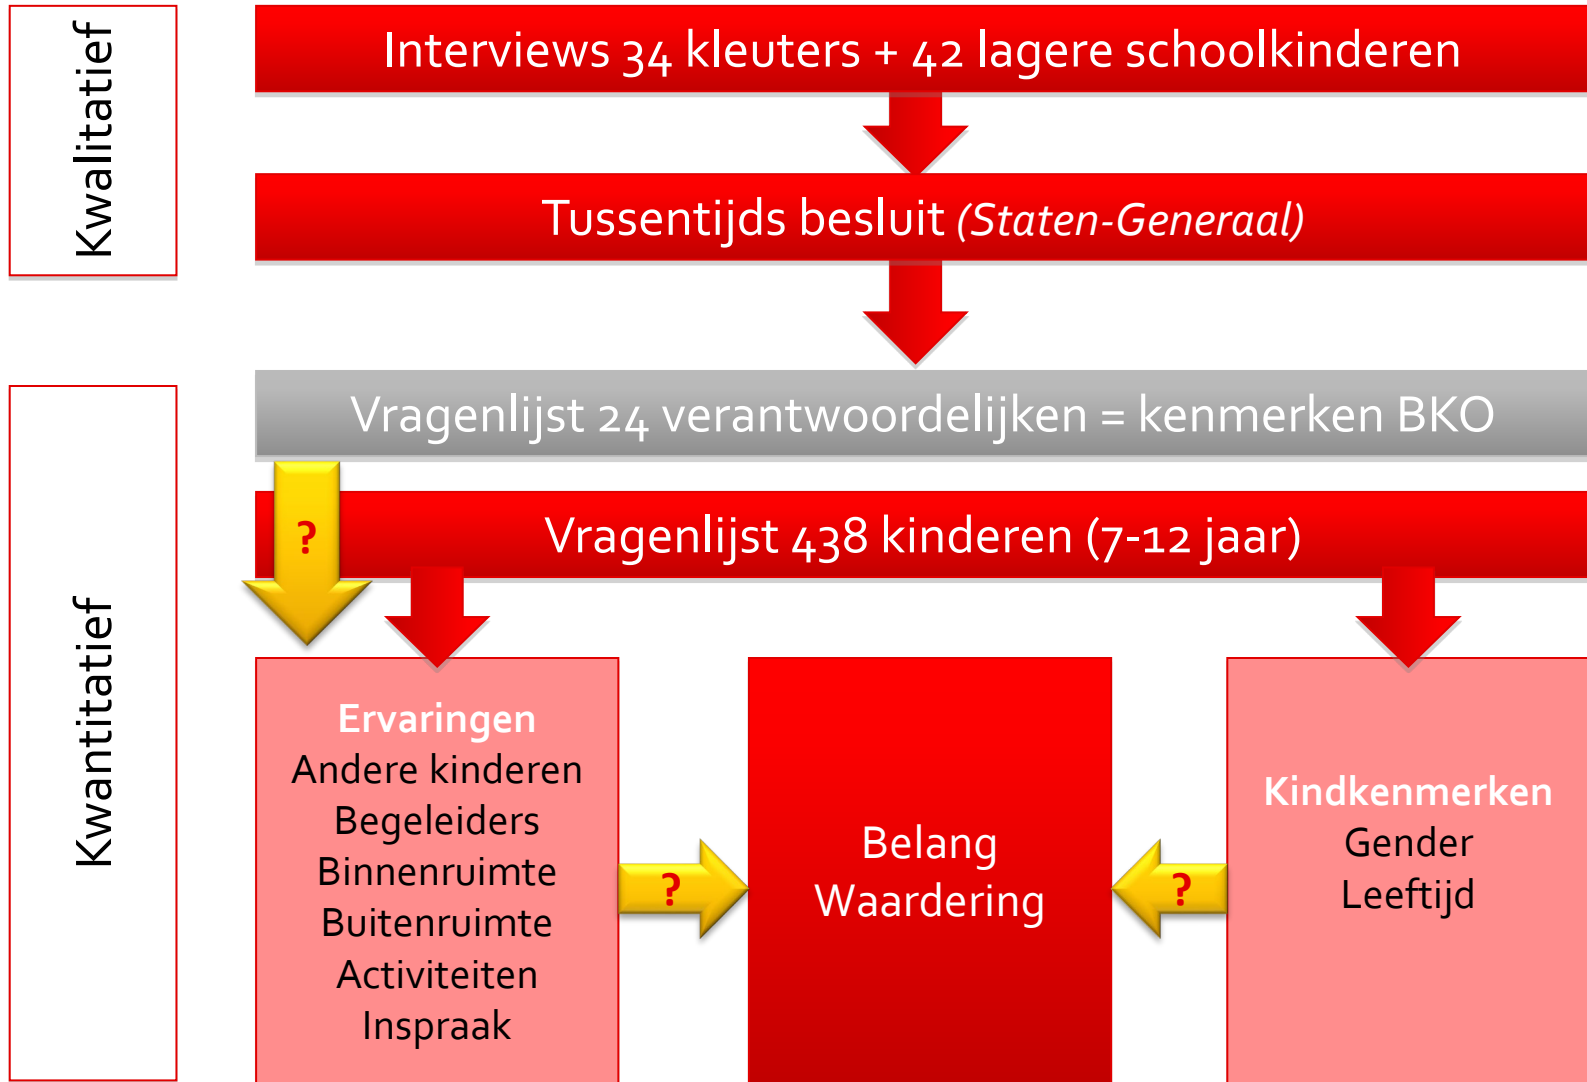 Kwalitatief
Interviews 34 kleuters + 42 lagere schoolkinderen
Tussentijds besluit (Staten-Generaal)
Kwantitatief
Vragenlijst 24 verantwoordelijken = kenmerken BKO
?
Vragenlijst 438 kinderen (7-12 jaar)
Ervaringen
Andere kinderen
Begeleiders
Binnenruimte
Buitenruimte
Activiteiten
Inspraak
?
Belang
Waardering
?
Kindkenmerken
Gender
Leeftijd